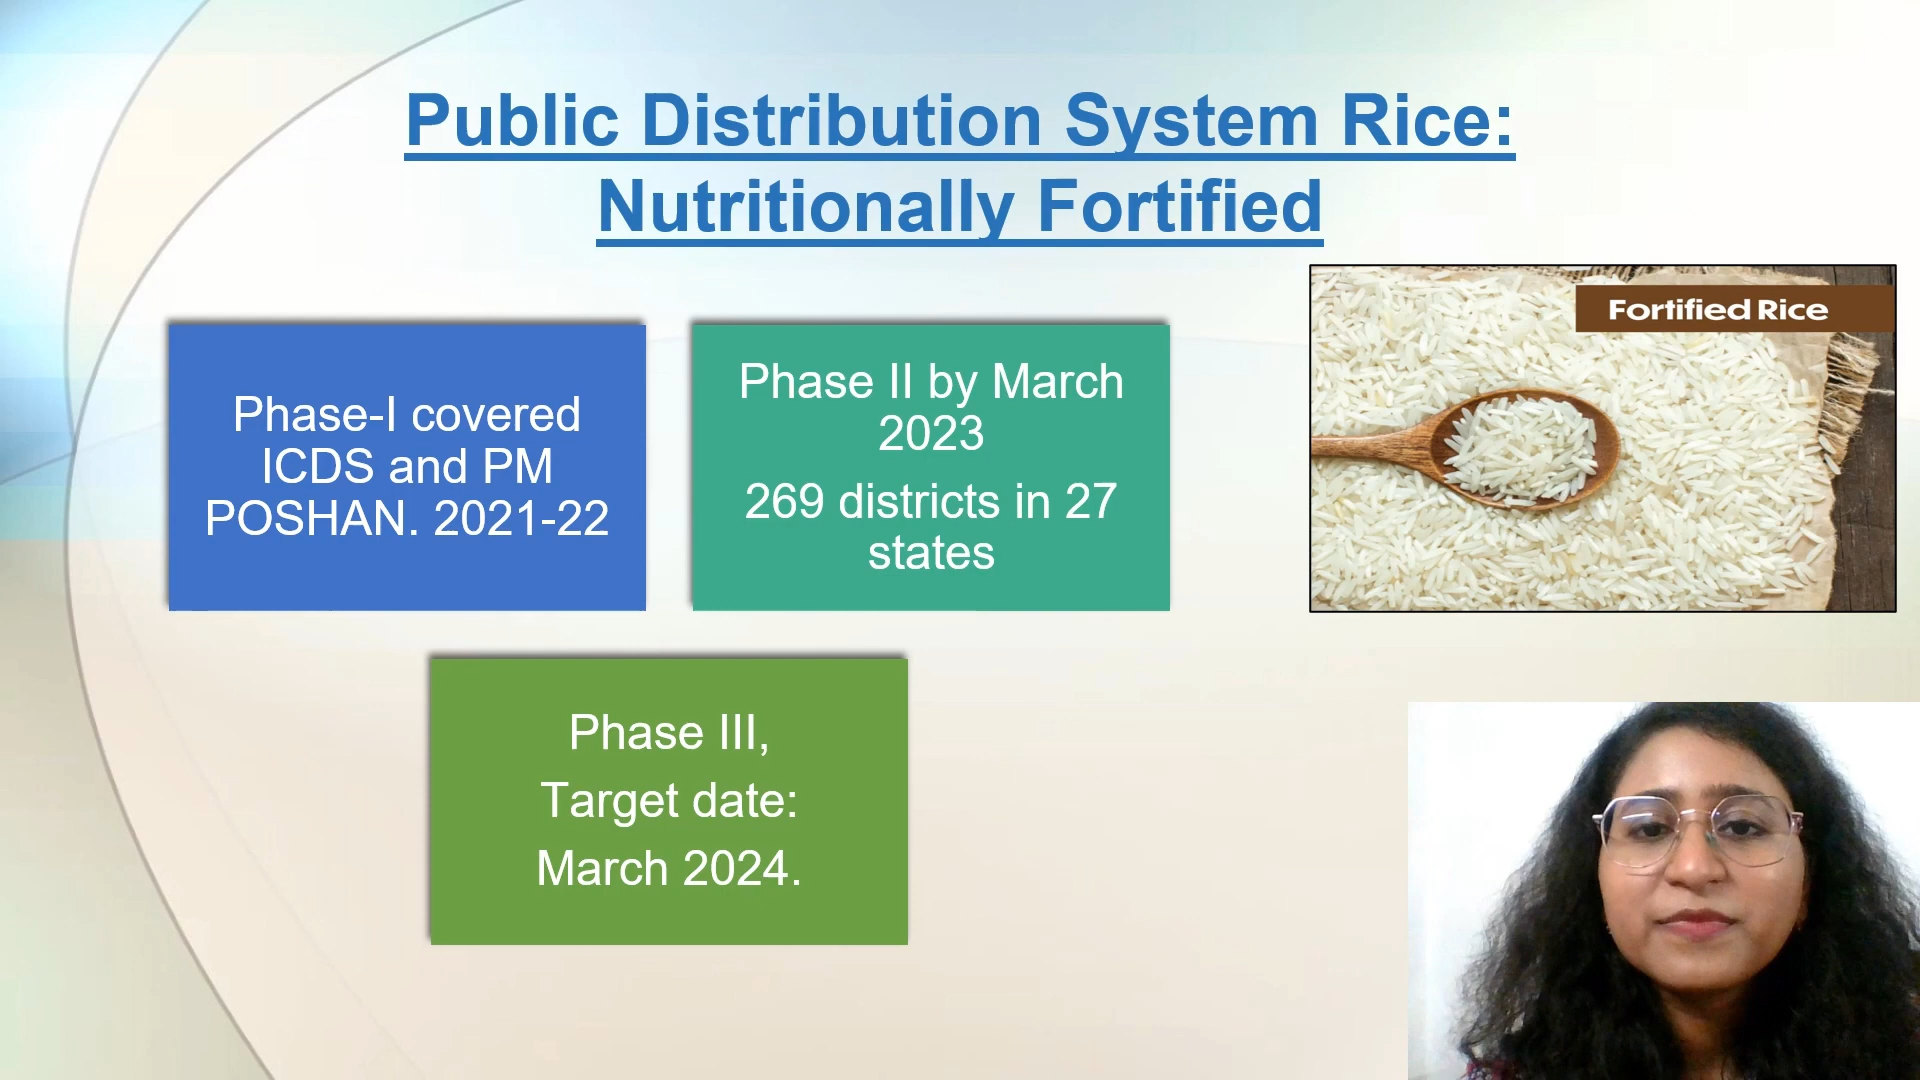 Public Distribution System Rice:
Nutritionally Fortified
Phase-I covered
ICDS and PM
POSHAN. 2021-22
Phase II by March
2023
269 districts in 27
states
Fortified Rice
Phase III,
Target date:
March 2024.